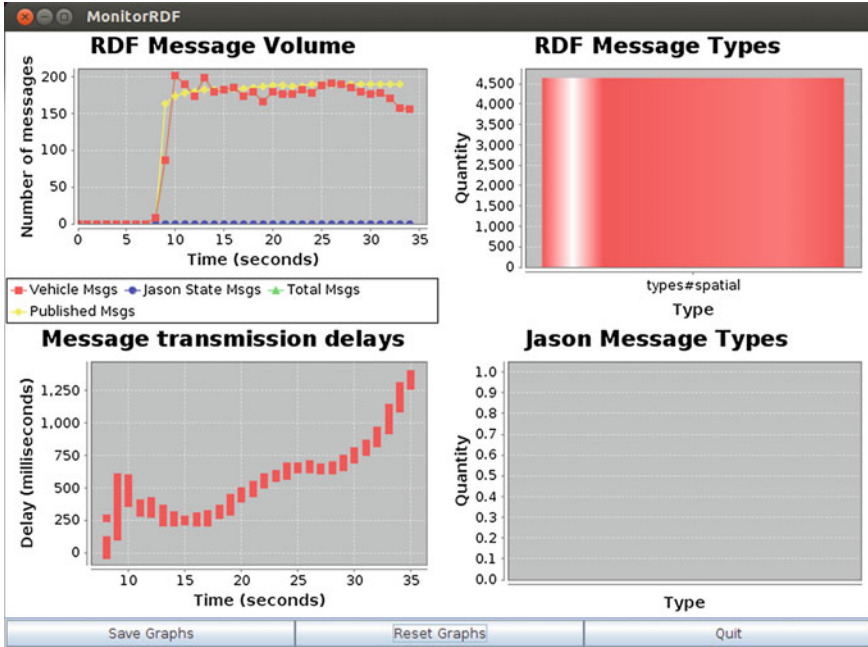 MonitorRDF
RDF Message Volume
Number of messages
200
150
100
50
0
0 5 10 15 20 25 30 35
Time (seconds)
Vehicle Msgs Jason State Msgs Total Msgs
Published Msgs
RDF Message Types
Quantity
4,500
4,000
3,500
3,000
2,500
2,000
1,500
1,000
500
0
types#spatial
Type
Message transmission delays
Delay (milliseconds)
1.250
1.000
750
500
250
0
10 15 20 25 30 35
Time (seconds)
Jason Message Types
Quantity
1.0
0.9
0.8
0.7
0.6
0.5
0.4
0.3
0.2
0.1
0.0
Type
Save Graphs Reset Graphs Quit